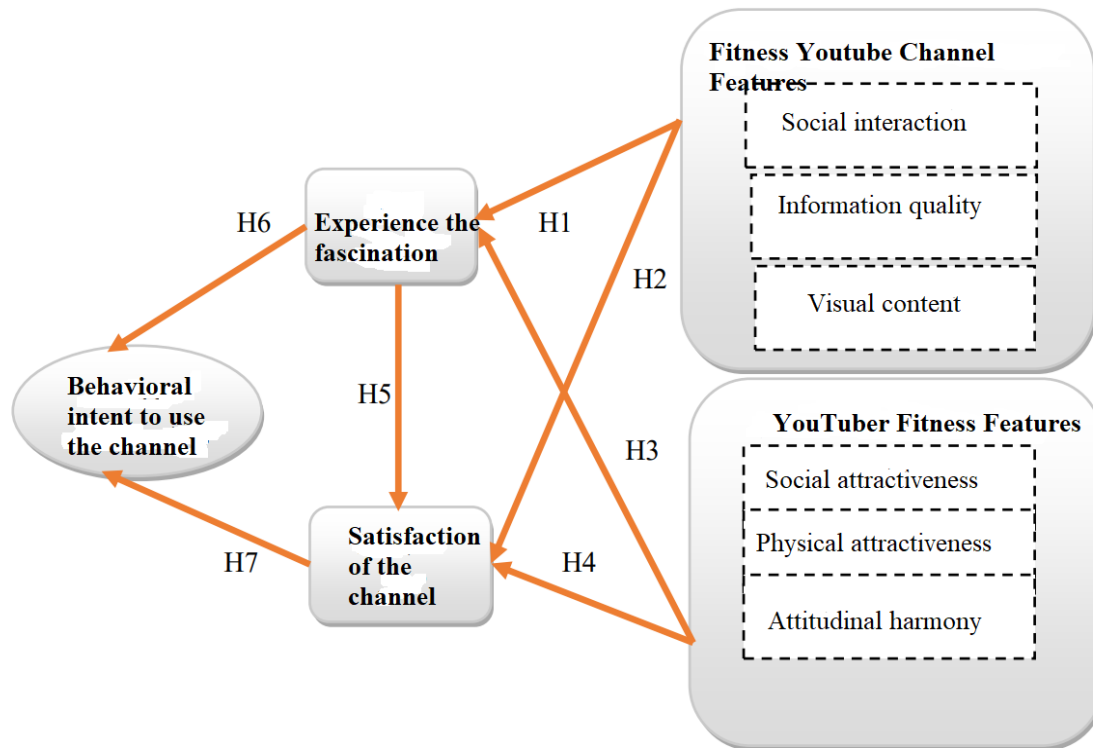 Fitness Youtube Channel
Features
Social interaction
Information quality
Visual content
H1
H2
Experience the
fascination
H6
H5
Behavioral
intent to use
the channel
H3
YouTuber Fitness Features
Social attractiveness
Physical attractiveness
Attitudinal harmony
H4
Satisfaction
of the
channel
H7